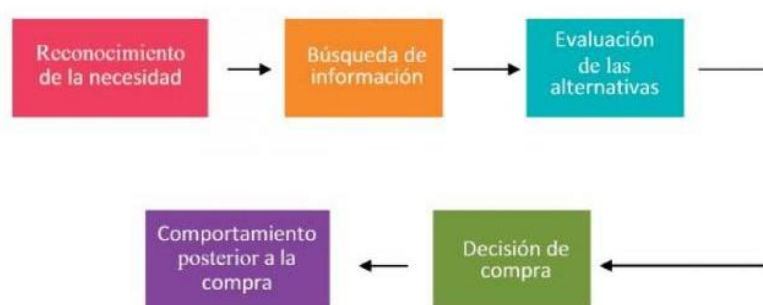 Reconocimiento
de la necesidad
Búsqueda de
información
Evaluación
de las
alternativas
Decisión de
compra
Comportamiento
posterior a la
compra